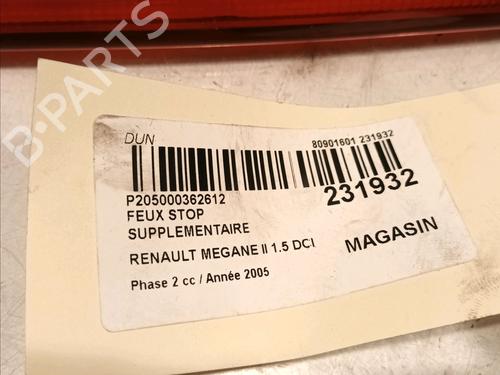 B-PARTS
DUN
80901601 231932
P205000362612
231932
FEUX STOP
SUPPLEMENTAIRE
RENAULT MEGANE II 1.5 DCI
MAGASIN
Phase 2 cc / Année 2005